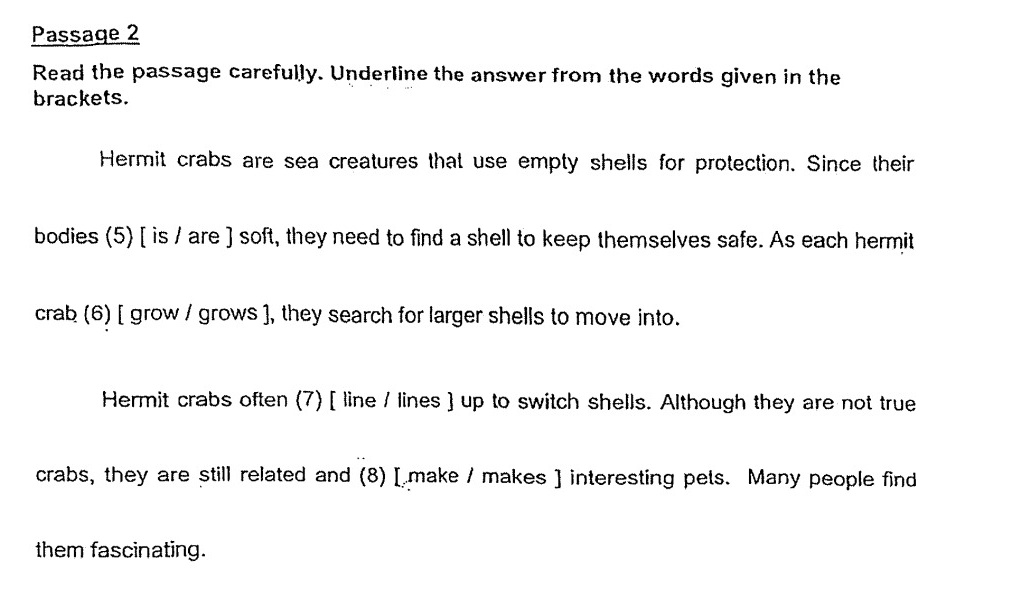 Passage 2
Read the passage carefully. Underline the answer from the words given in the
brackets.
Hermit crabs are sea creatures that use empty shells for protection. Since their
bodies (5) [ is / are ] soft, they need to find a shell to keep themselves safe. As each hermit
crab (6) [ grow / grows ], they search for larger shells to move into.
Hermit crabs often (7) [ line / lines ] up to switch shells. Although they are not true
crabs, they are still related and (8) [ make / makes ] interesting pets. Many people find
them fascinating.